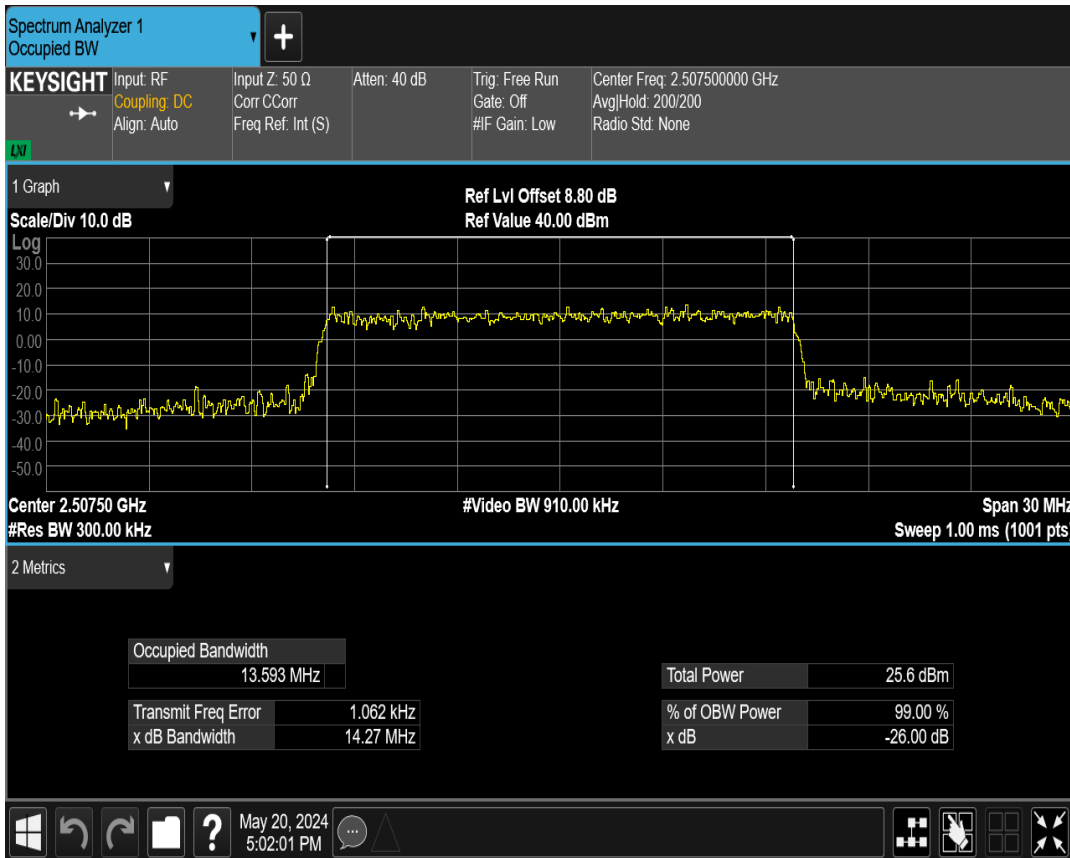 Spectrum Analyzer 1
Occupied BW
KEYSIGHT
LXI
Input: RF
Coupling: DC
Align: Auto
Input Z: 50 Ω
Corr CCorr
Freq Ref: Int (S)
Atten: 40 dB
Trig: Free Run
Gate: Off
#IF Gain: Low
Center Freq: 2.507500000 GHz
Avg|Hold: 200/200
Radio Std: None
1 Graph
Scale/Div 10.0 dB
Ref Lvl Offset 8.80 dB
Ref Value 40.00 dBm
Log
30.0
20.0
10.0
0.00
-10.0
-20.0
-30.0
-40.0
-50.0
Center 2.50750 GHz
#Res BW 300.00 kHz
#Video BW 910.00 kHz
Span 30 MHz
Sweep 1.00 ms (1001 pts)
2 Metrics
Occupied Bandwidth
13.593 MHz
Transmit Freq Error 1.062 kHz
x dB Bandwidth 14.27 MHz
Total Power 25.6 dBm
% of OBW Power 99.00 %
x dB -26.00 dB
May 20, 2024
5:02:01 PM